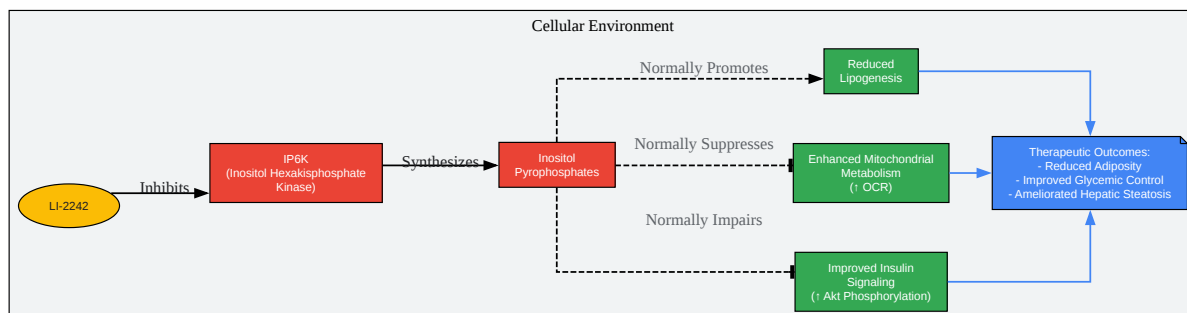 Cellular Environment
Normally Promotes
Reduced
Lipogenesis
LI-2242
Inhibits
IP6K
(Inositol Hexakisphosphate
Kinase)
Synthesizes
Inositol
Pyrophosphates
Normally Suppresses
Enhanced Mitochondrial
Metabolism
(↑ OCR)
Normally Impairs
Improved Insulin
Signaling
(↑ Akt Phosphorylation)
Therapeutic Outcomes:
- Reduced Adiposity
- Improved Glycemic Control
- Ameliorated Hepatic Steatosis